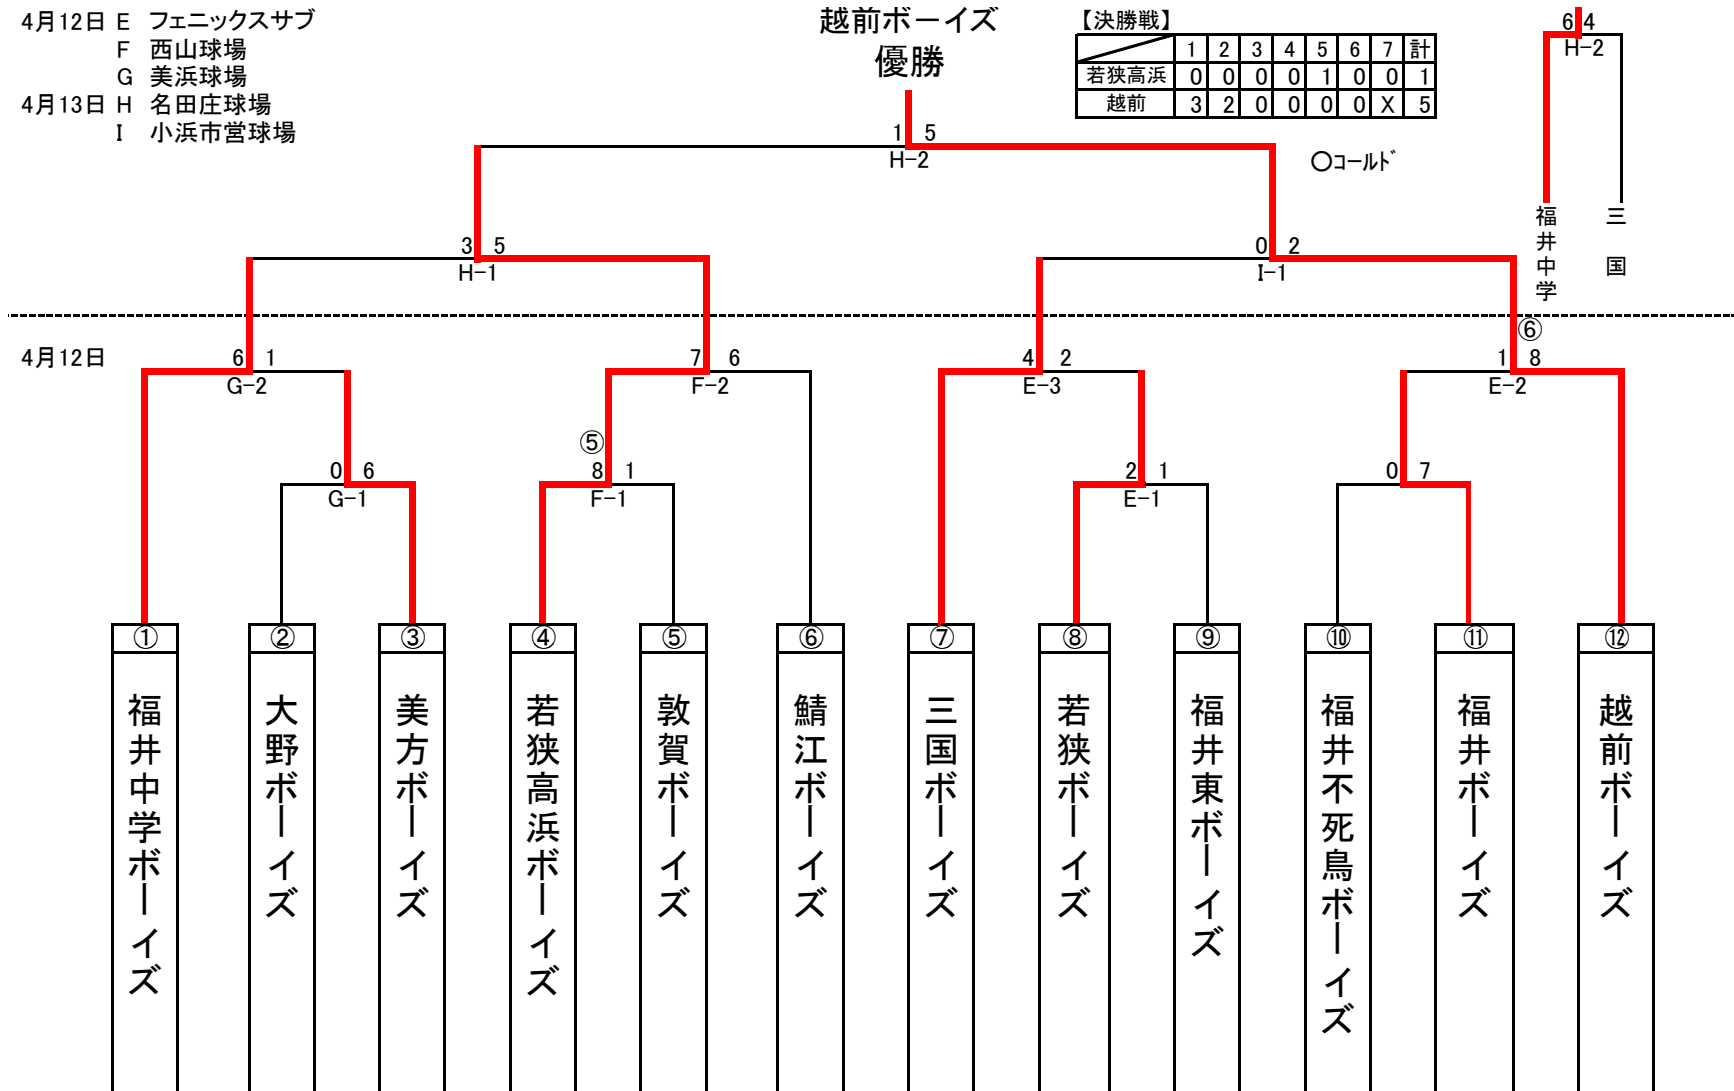 4月12日 E フェニックスサブ
F 西山球場
G 美浜球場
4月13日 H 名田庄球場
I 小浜市営球場
越前ボーイズ
優勝
【決勝戦】
1 2 3 4 5 6 7 計
若狭高浜 0 0 0 0 1 0 0 1
越前 3 2 0 0 0 0 X 5
6 4
H-2
福井中学
三国
1 5
H-2
○コールド
3 5
H-1
0 2
I-1
⑥
4月12日
6 1
G-2
7 6
F-2
4 2
E-3
1 8
E-2
⑤
0 6
G-1
8 1
F-1
2 1
E-1
0 7
①
福井中学ボーイズ
②
大野ボーイズ
③
美方ボーイズ
④
若狭高浜ボーイズ
⑤
敦賀ボーイズ
⑥
鯖江ボーイズ
⑦
三国ボーイズ
⑧
若狭ボーイズ
⑨
福井東ボーイズ
⑩
福井不死鳥ボーイズ
⑪
福井ボーイズ
⑫
越前ボーイズ